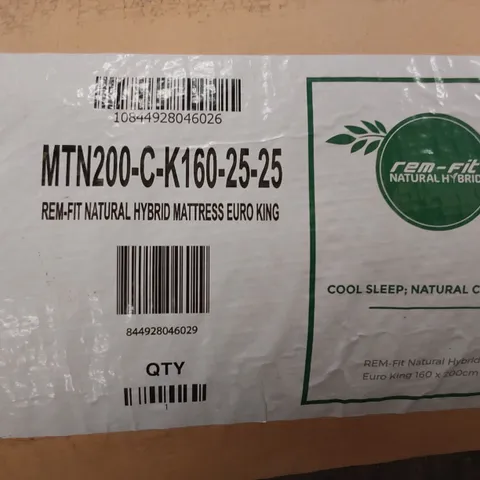 10844928046026
MTN200-C-K160-25-25
REM-FIT NATURAL HYBRID MATTRESS EURO KING
844928046029
QTY
1
rem-fit
NATURAL HYBRID
COOL SLEEP; NATURAL C
REM-Fit Natural Hybrid
Euro King 160 x 200cm